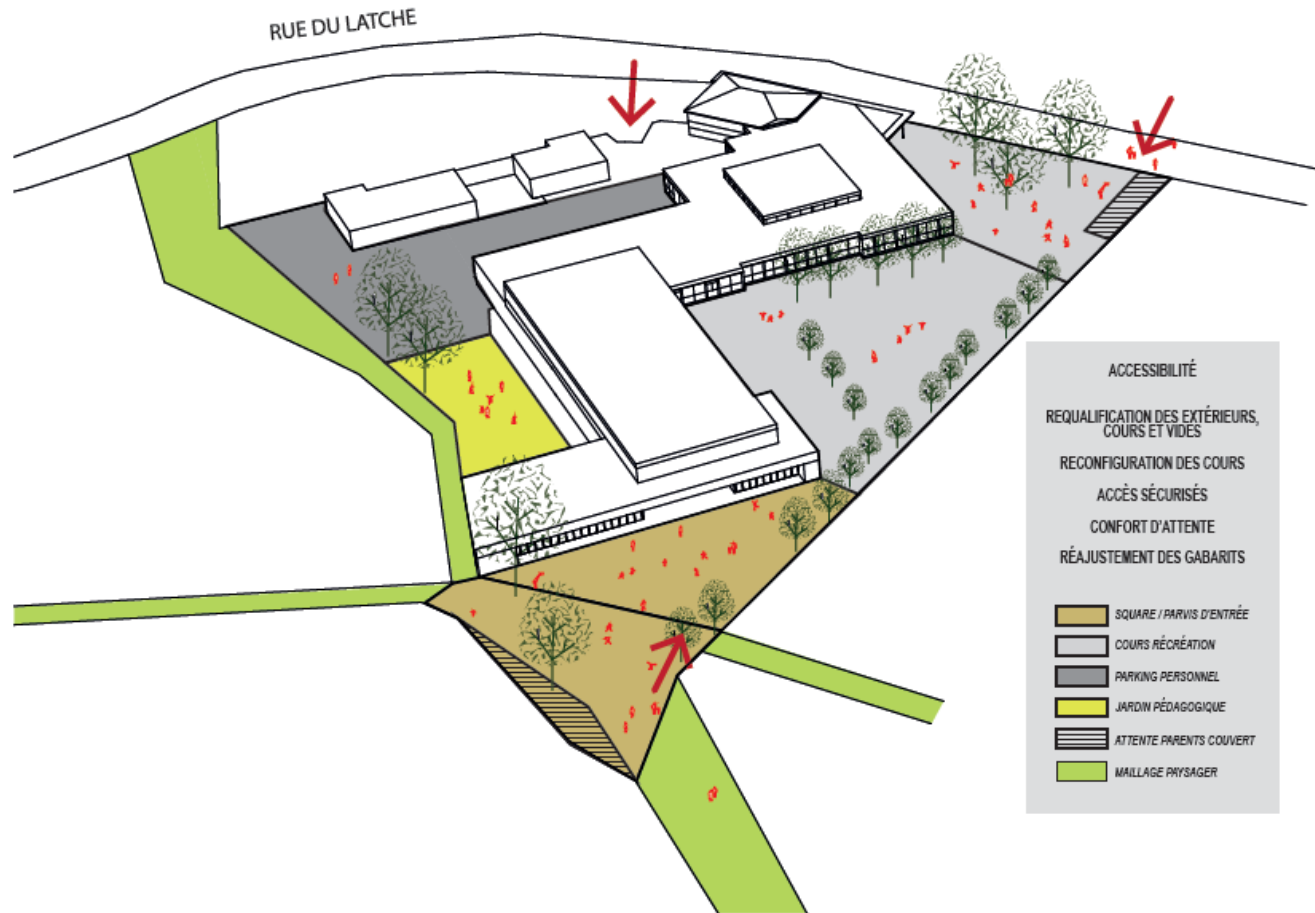 RUE DU LATCHE
ACCESSIBILITÉ
REQUALIFICATION DES EXTÉRIEURS,
COURS ET VIDES
RECONFIGURATION DES COURS
ACCÈS SÉCURISÉS
CONFORT D'ATTENTE
RÉAJUSTEMENT DES GABARITS
SQUARE / PARVIS D'ENTRÉE
COURS RÉCRÉATION
PARKING PERSONNEL
JARDIN PÉDAGOGIQUE
ATTENTE PARENTS COUVERT
MAILLAGE PAYSAGER